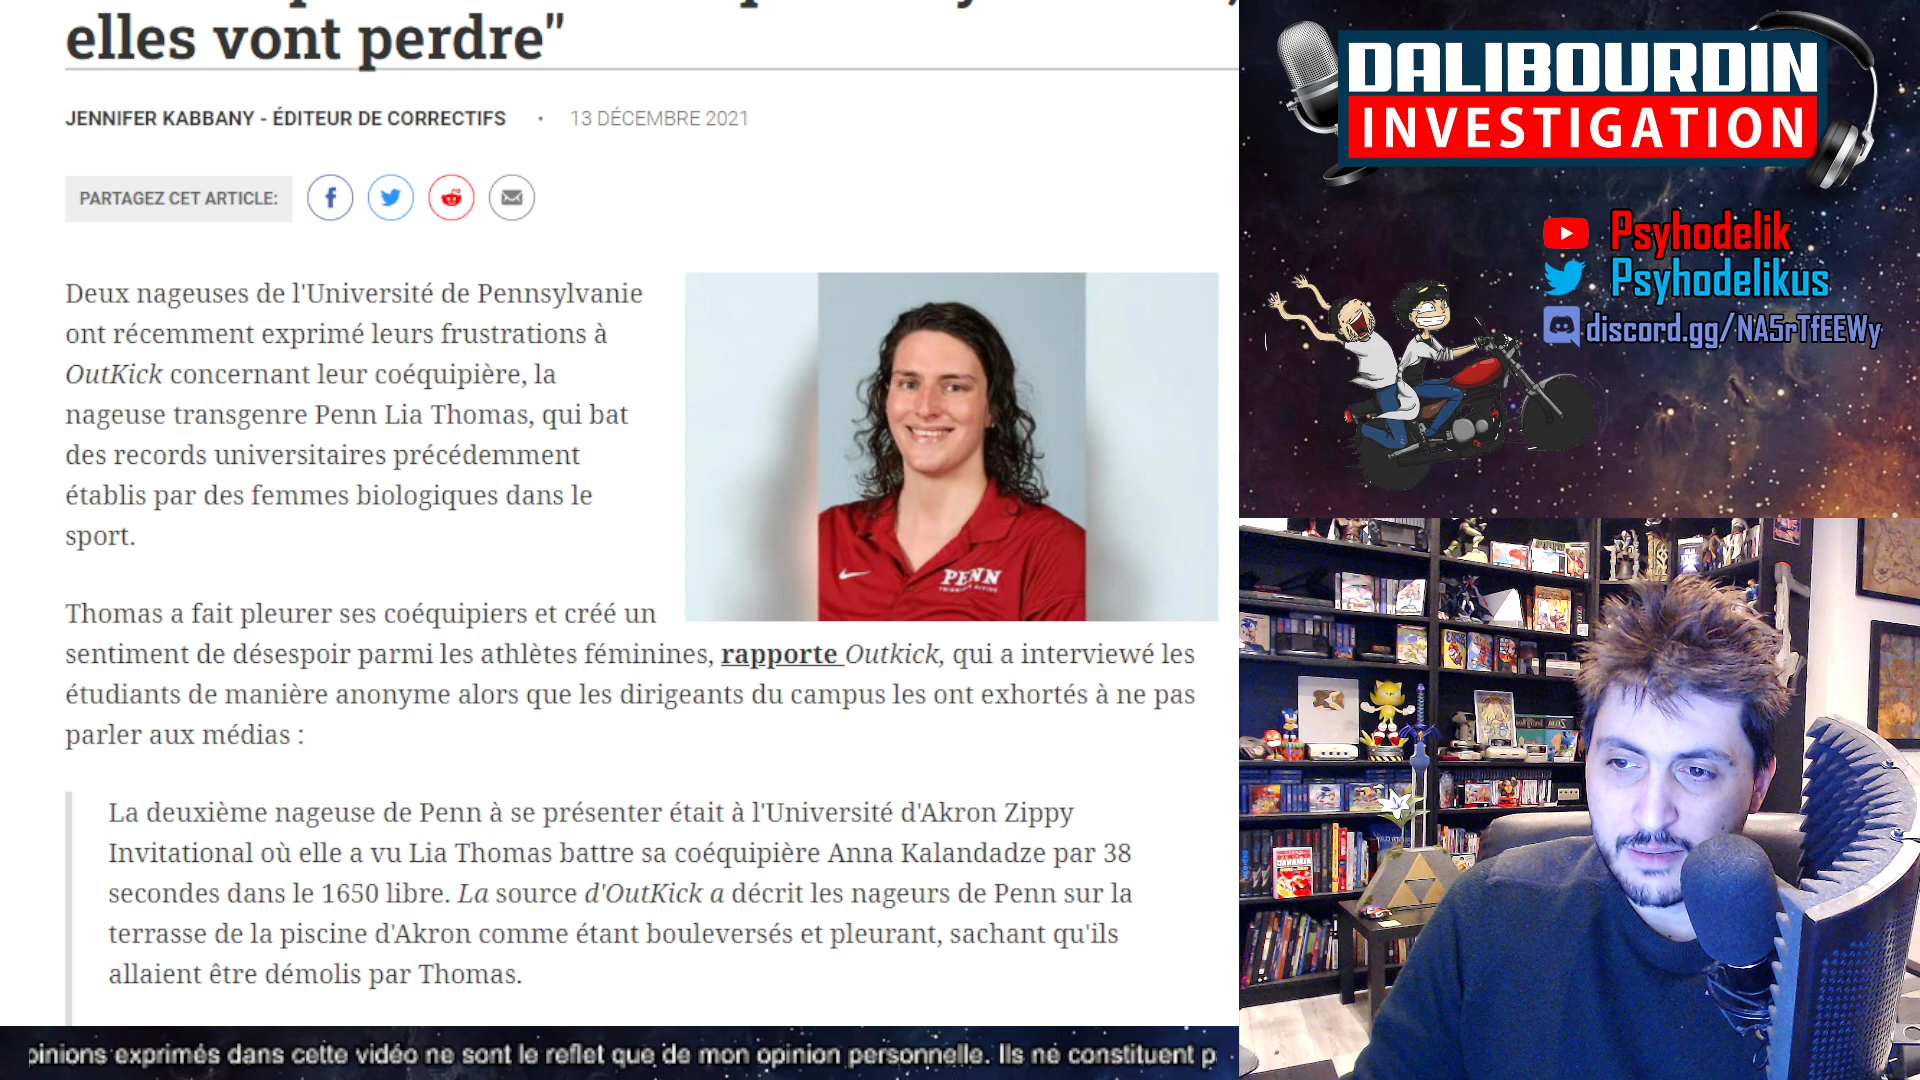 elles vont perdre"
JENNIFER KABBANY - ÉDITEUR DE CORRECTIFS • 13 DÉCEMBRE 2021
PARTAGEZ CET ARTICLE:
Deux nageuses de l'Université de Pennsylvanie
ont récemment exprimé leurs frustrations à
OutKick concernant leur coéquipière, la
nageuse transgenre Penn Lia Thomas, qui bat
des records universitaires précédemment
établis par des femmes biologiques dans le
sport.
PENN
Thomas a fait pleurer ses coéquipiers et créé un
sentiment de désespoir parmi les athlètes féminines, rapporte Outkick, qui a interviewé les
étudiants de manière anonyme alors que les dirigeants du campus les ont exhortés à ne pas
parler aux médias :
La deuxième nageuse de Penn à se présenter était à l'Université d'Akron Zippy
Invitational où elle a vu Lia Thomas battre sa coéquipière Anna Kalandadze par 38
secondes dans le 1650 libre. La source d'OutKick a décrit les nageurs de Penn sur la
terrasse de la piscine d'Akron comme étant bouleversés et pleurant, sachant qu'ils
allaient être démolis par Thomas.
pinions exprimés dans cette vidéo ne sont le reflet que de mon opinion personnelle. Ils ne constituent p
DALIBOURDIN
INVESTIGATION
Psyhodelik
Psyhodelikus
discord.gg/NA5rTfEEWy